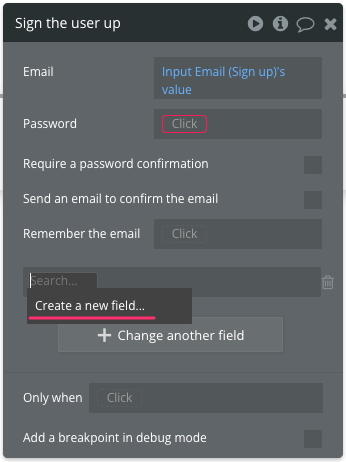 Sign the user up
Email
Input Email (Sign up)'s
value
Password
Click
Require a password confirmation
Send an email to confirm the email
Remember the email
Click
Search...
Create a new field...
Change another field
Only when
Click
Add a breakpoint in debug mode